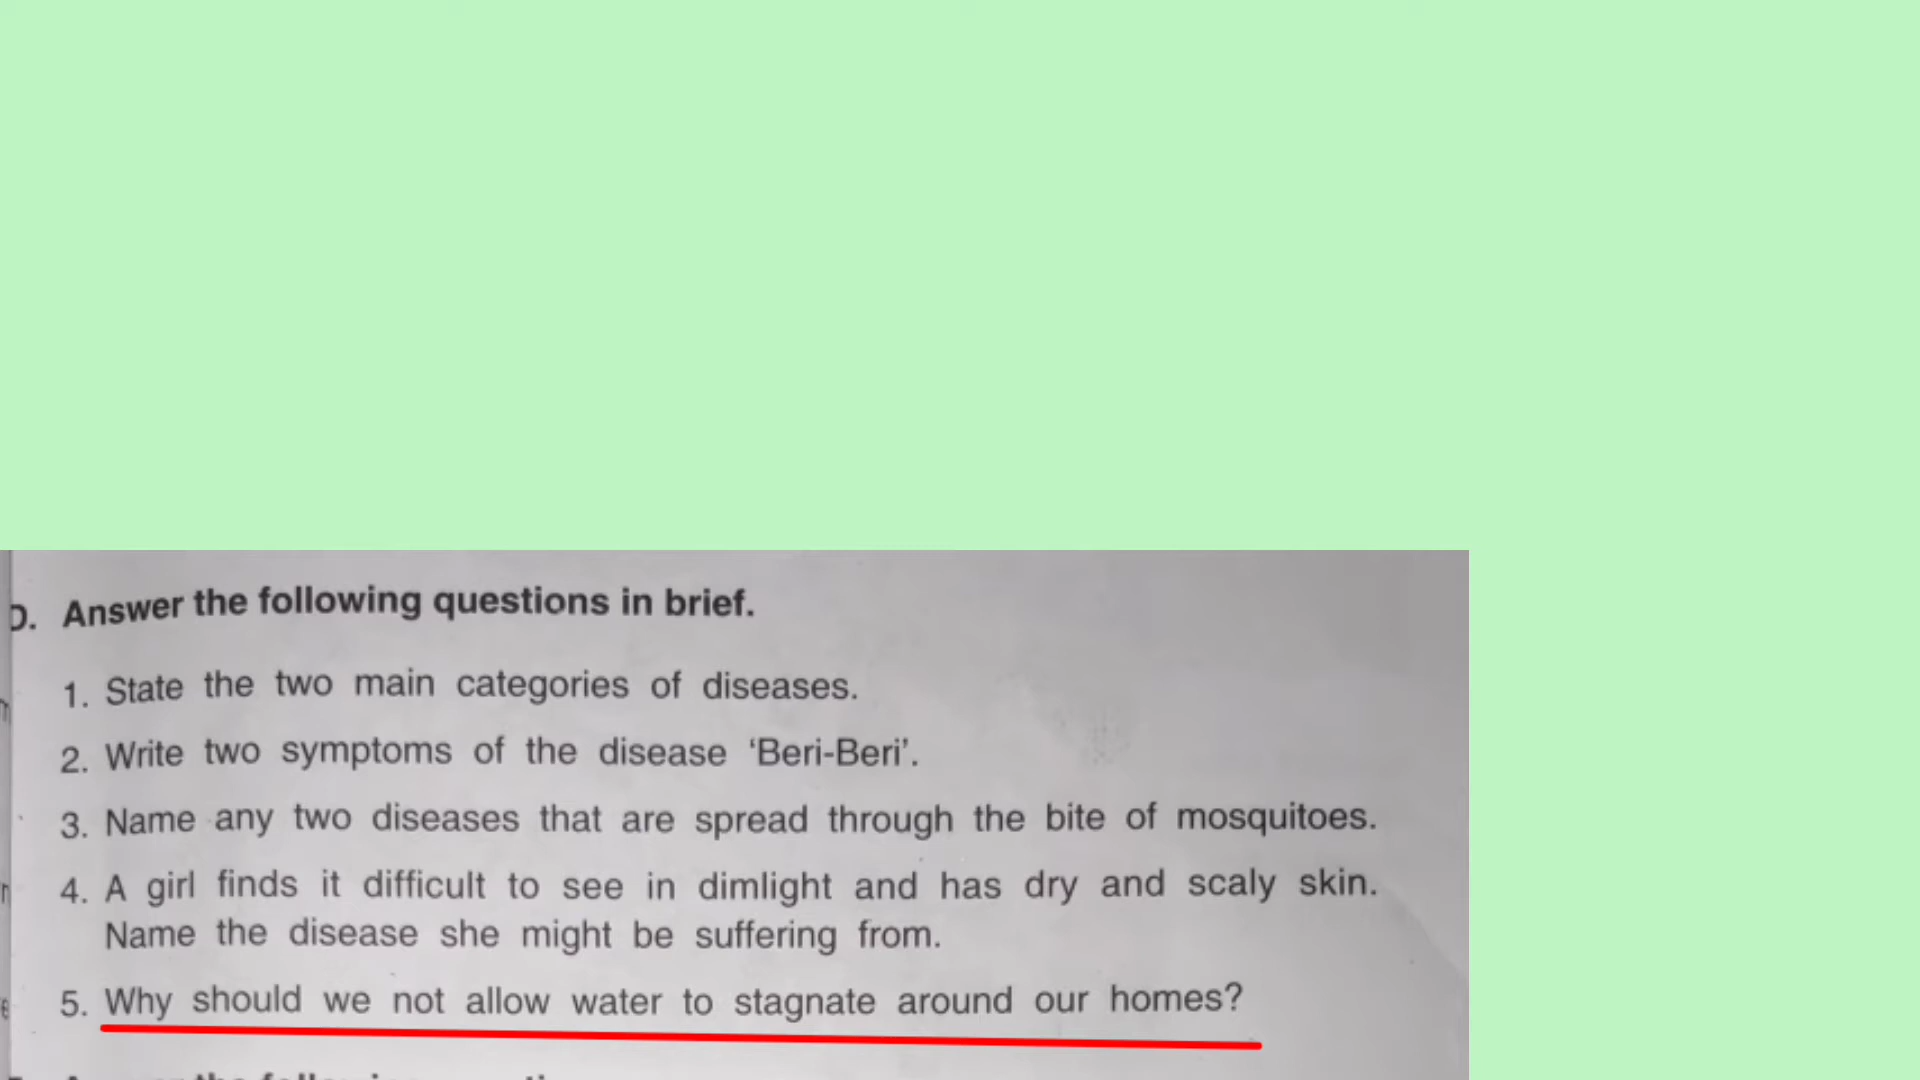 D. Answer the following questions in brief.
1. State the two main categories of diseases.
2. Write two symptoms of the disease ‘Beri-Beri’.
3. Name any two diseases that are spread through the bite of mosquitoes.
4. A girl finds it difficult to see in dimlight and has dry and scaly skin.
Name the disease she might be suffering from.
5. Why should we not allow water to stagnate around our homes?